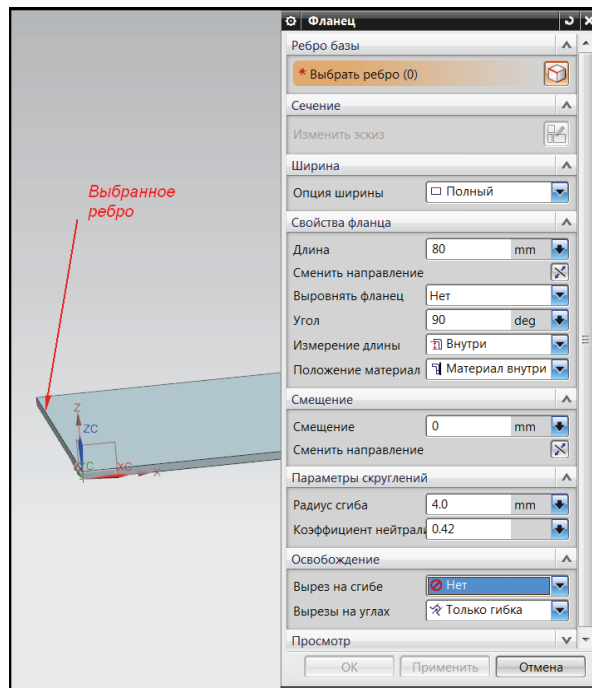 Фланец
Ребро базы
* Выбрать ребро (0)
Сечение
Изменить эскиз
Ширина
Опция ширины Полный
Свойства фланца
Длина 80 mm
Сменить направление
Выровнять фланец Нет
Угол 90 deg
Измерение длины Внутри
Положение материал Материал внутри
Смещение
Смещение 0 mm
Сменить направление
Параметры скруглений
Радиус сгиба 4.0 mm
Коэффициент нейтрали 0.42
Освобождение
Вырез на сгибе Нет
Вырезы на углах Только гибка
Просмотр
ОК Применить Отмена
Выбранное
ребро
Z
ZC
YC XC X